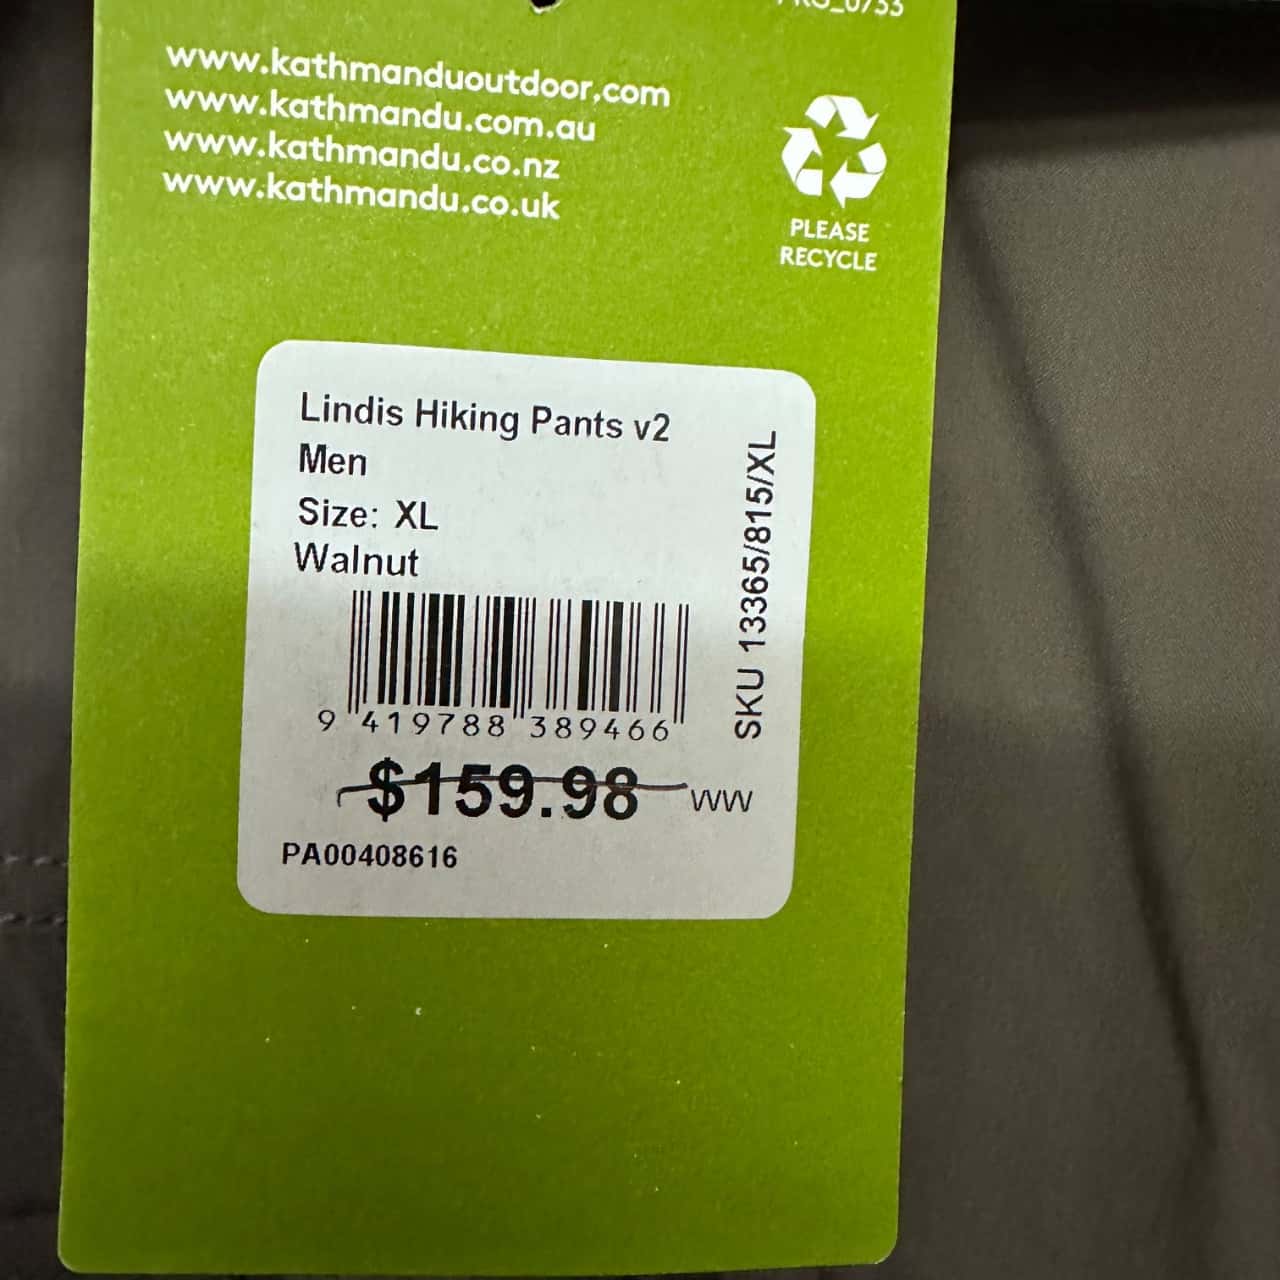 www.kathmanduoutdoor.com
www.kathmandu.com.au
www.kathmandu.co.nz
www.kathmandu.co.uk
PLEASE
RECYCLE
Lindis Hiking Pants v2
Men
Size: XL
Walnut
SKU 13365/815/XL
9 419788 389466
$159.98 WW
PA00408616